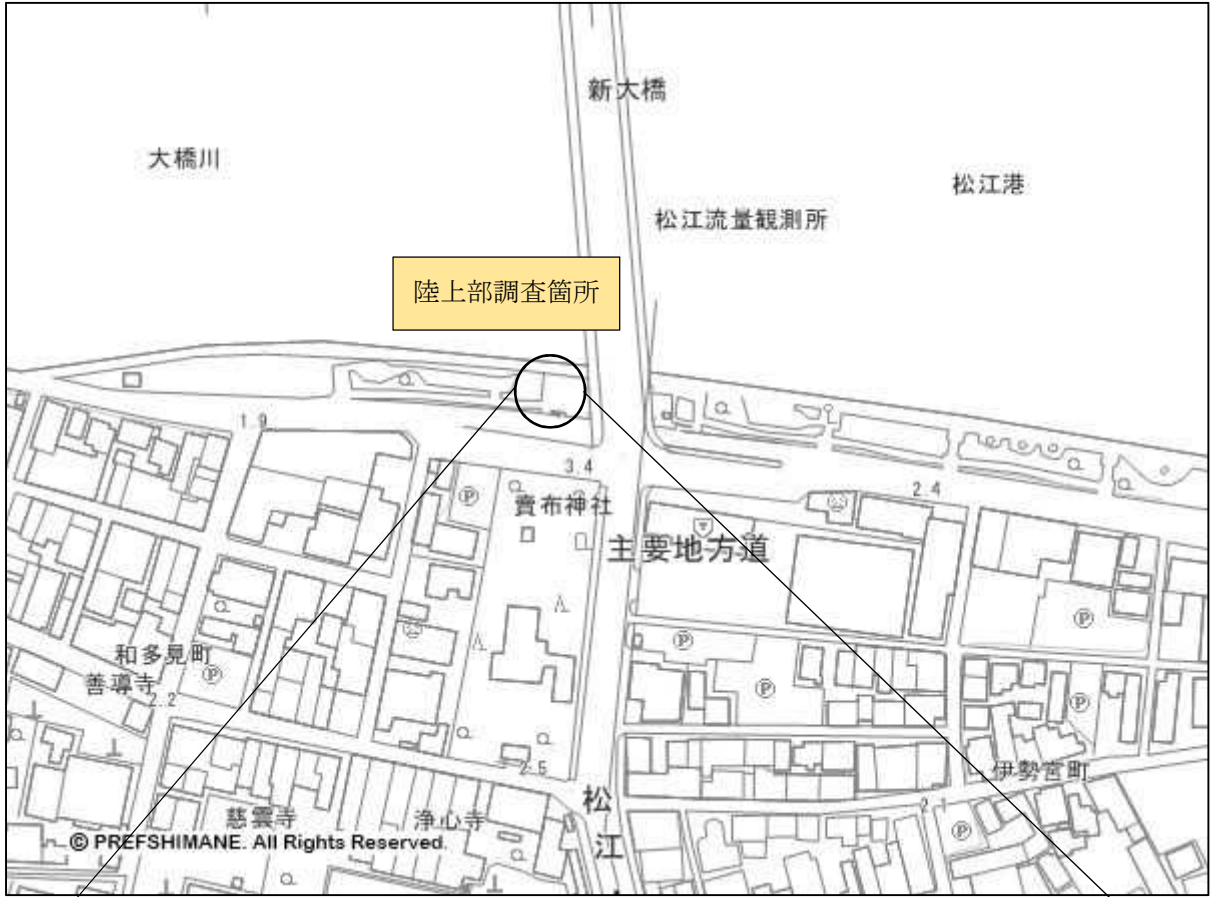 新大橋
大橋川
松江港
松江流量観測所
陸上部調査箇所
1.9
3.4
2.4
P
賣布神社
主要地方道
P
和多見町
P
P
善導寺
P
P
2.2
2.5
伊勢宮町
松江
2.1
慈雲寺
浄心寺
P
© PREFSHIMANE. All Rights Reserved.